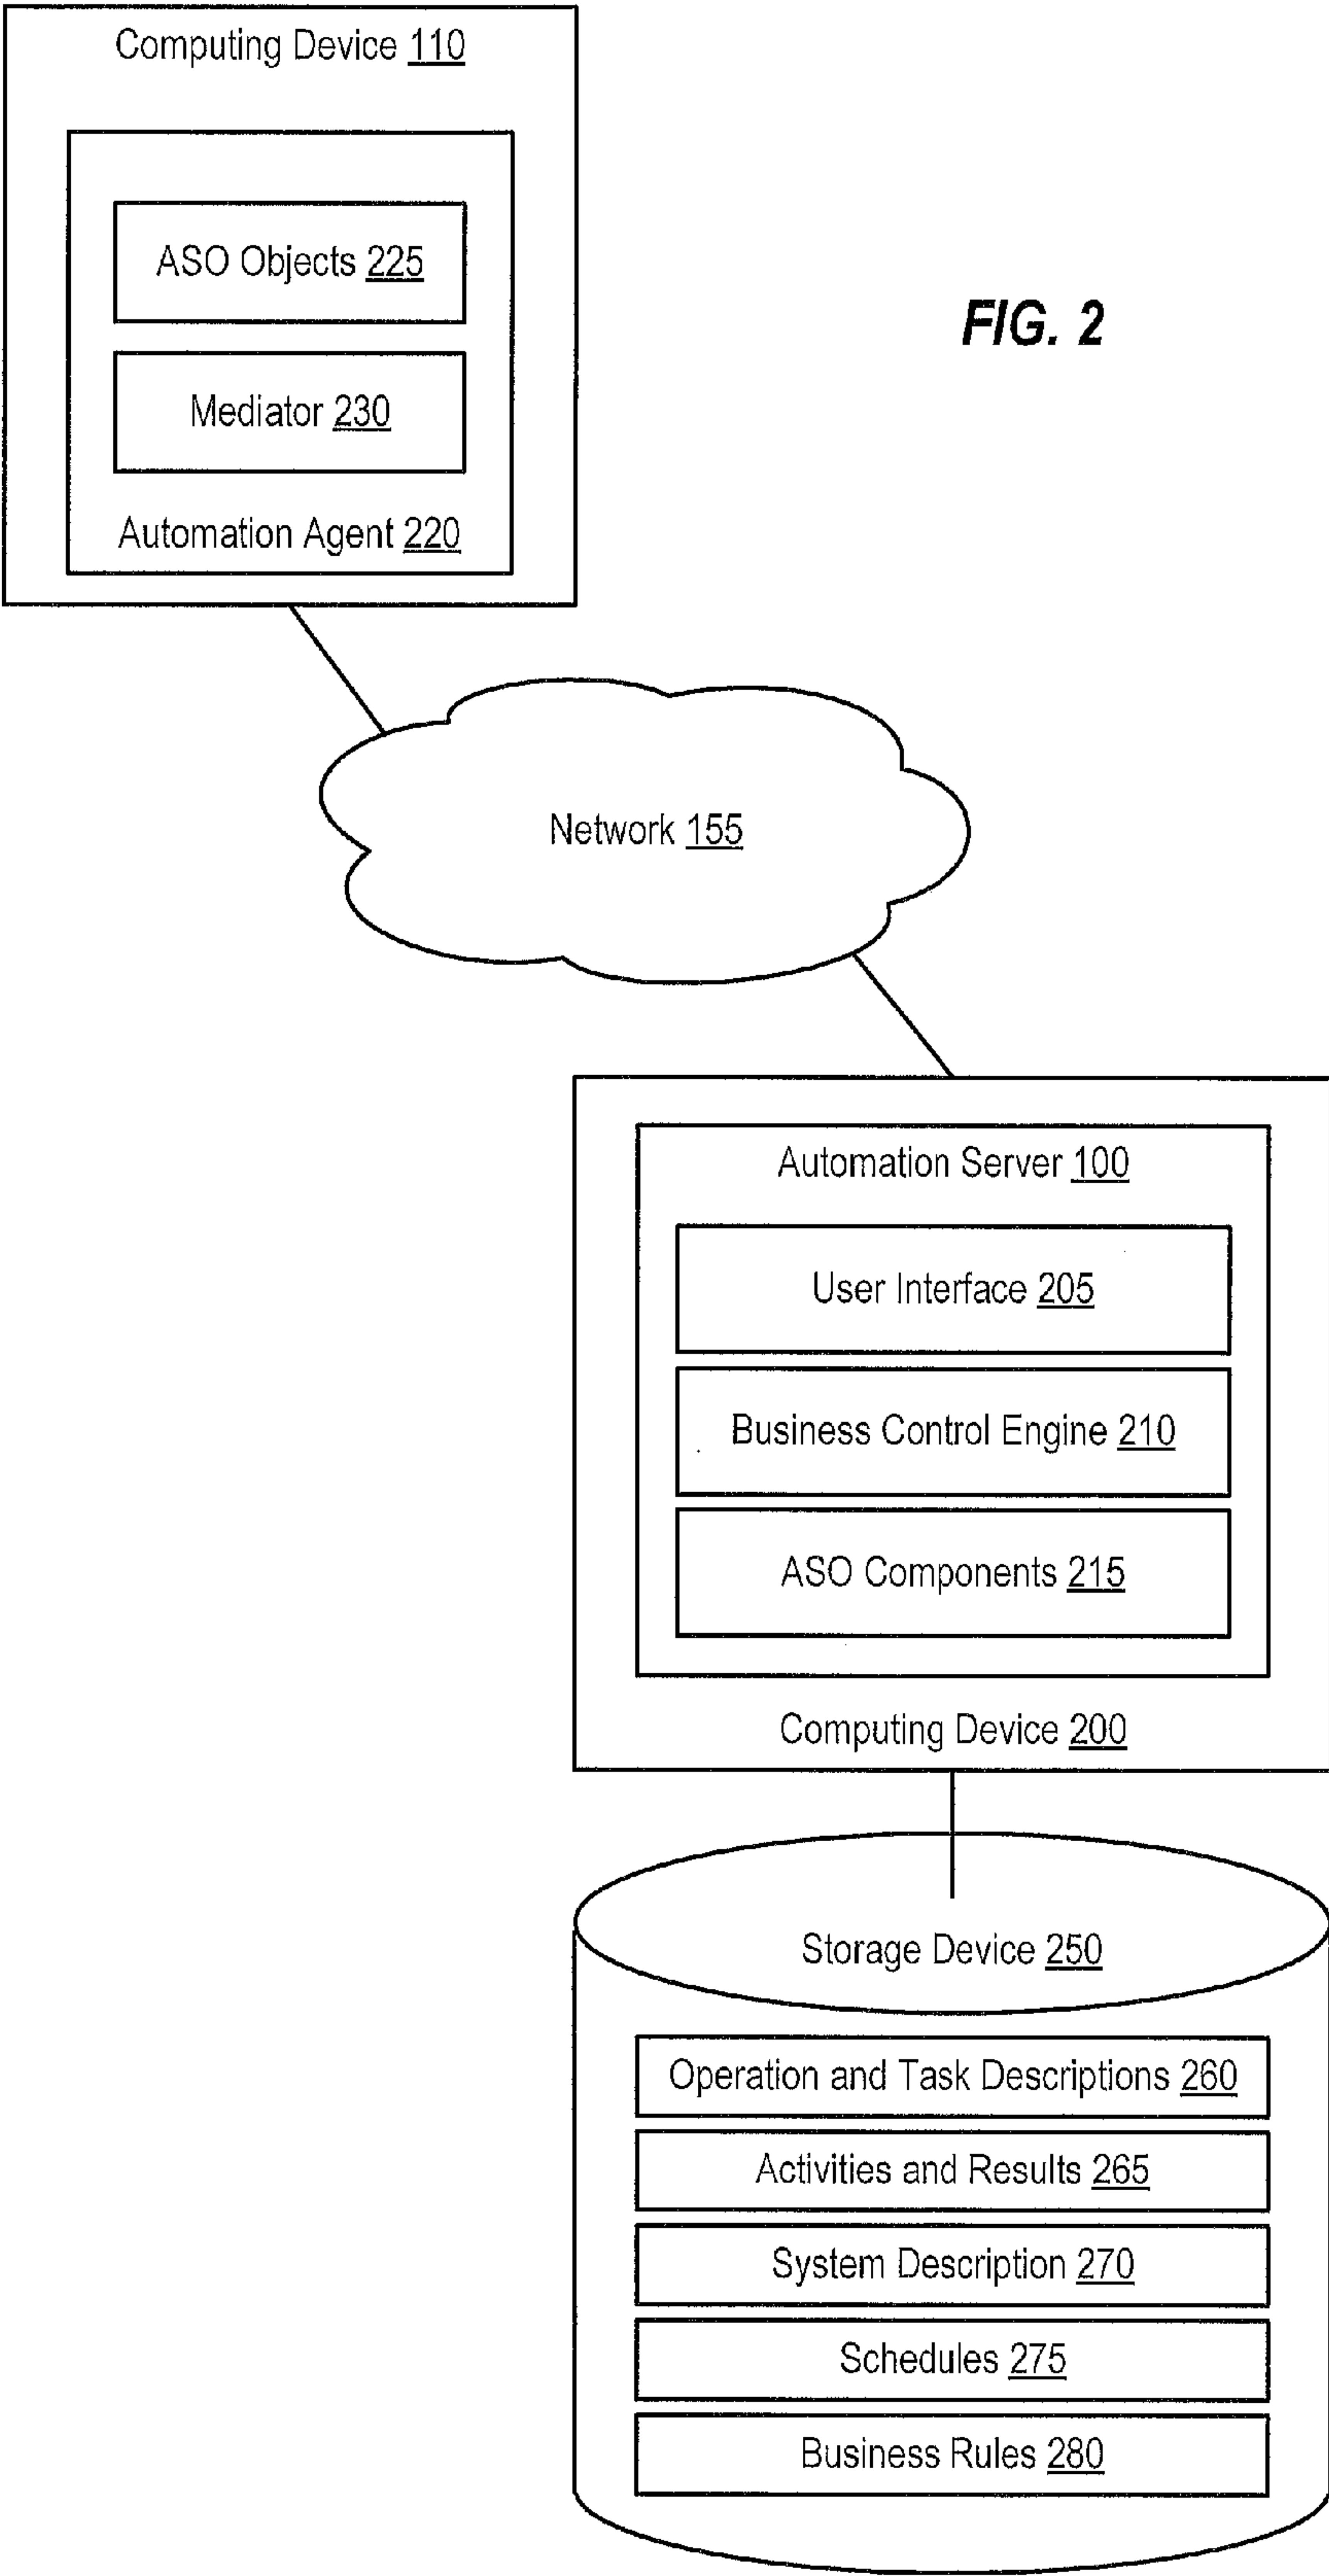 Computing Device 110
ASO Objects 225
FIG. 2
Mediator 230
Automation Agent 220
Network 155
Automation Server 100
User Interface 205
Business Control Engine 210
ASO Components 215
Computing Device 200
Storage Device 250
Operation and Task Descriptions 260
Activities and Results 265
System Description 270
Schedules 275
Business Rules 280